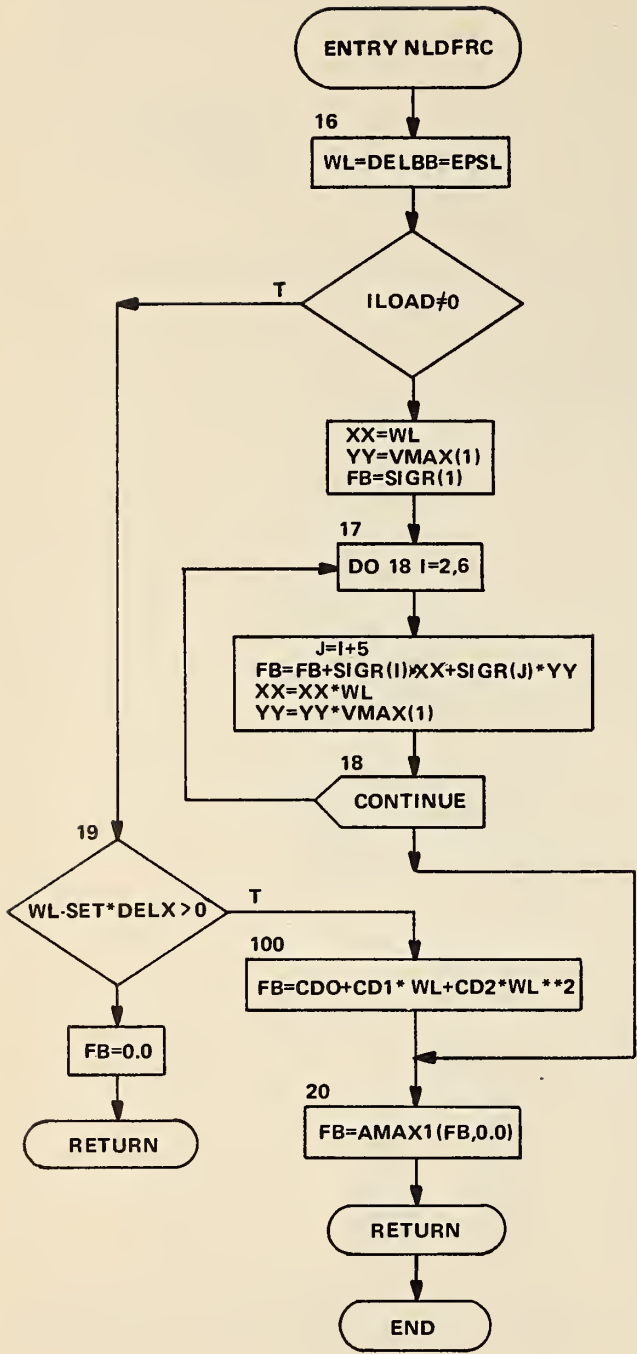 ENTRY NLDFRC
16
WL=DELBB=EPSL
T
ILOAD≠0
XX=WL
YY=VMAX(1)
FB=SIGR(1)
17
DO 18 I=2,6
J=I+5
FB=FB+SIGR(I)*XX+SIGR(J)*YY
XX=XX*WL
YY=YY*VMAX(1)
18
CONTINUE
19
WL-SET*DELX>0
T
100
FB=CDO+CD1* WL+CD2*WL**2
FB=0.0
RETURN
20
FB=AMAX1(FB,0.0)
RETURN
END